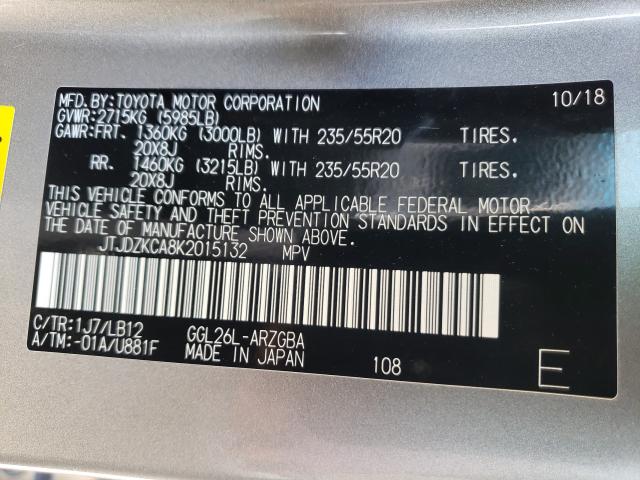 MFD.BY:TOYOTA MOTOR CORPORATION 10/18
GVWR:2715KG (5985LB)
GAWR:FRT. 1360KG (3000LB) WITH 235/55R20 TIRES.
20X8J RIMS.
RR. 1460KG (3215LB) WITH 235/55R20 TIRES.
20X8J RIMS.
THIS VEHICLE CONFORMS TO ALL APPLICABLE FEDERAL MOTOR
VEHICLE SAFETY AND THEFT PREVENTION STANDARDS IN EFFECT ON
THE DATE OF MANUFACTURE SHOWN ABOVE.
JTJDZKCA8K2015132 MPV
C/TR:1J7/LB12 GGL26L-ARZGBA
A/TM:-01A/U881F MADE IN JAPAN 108 E